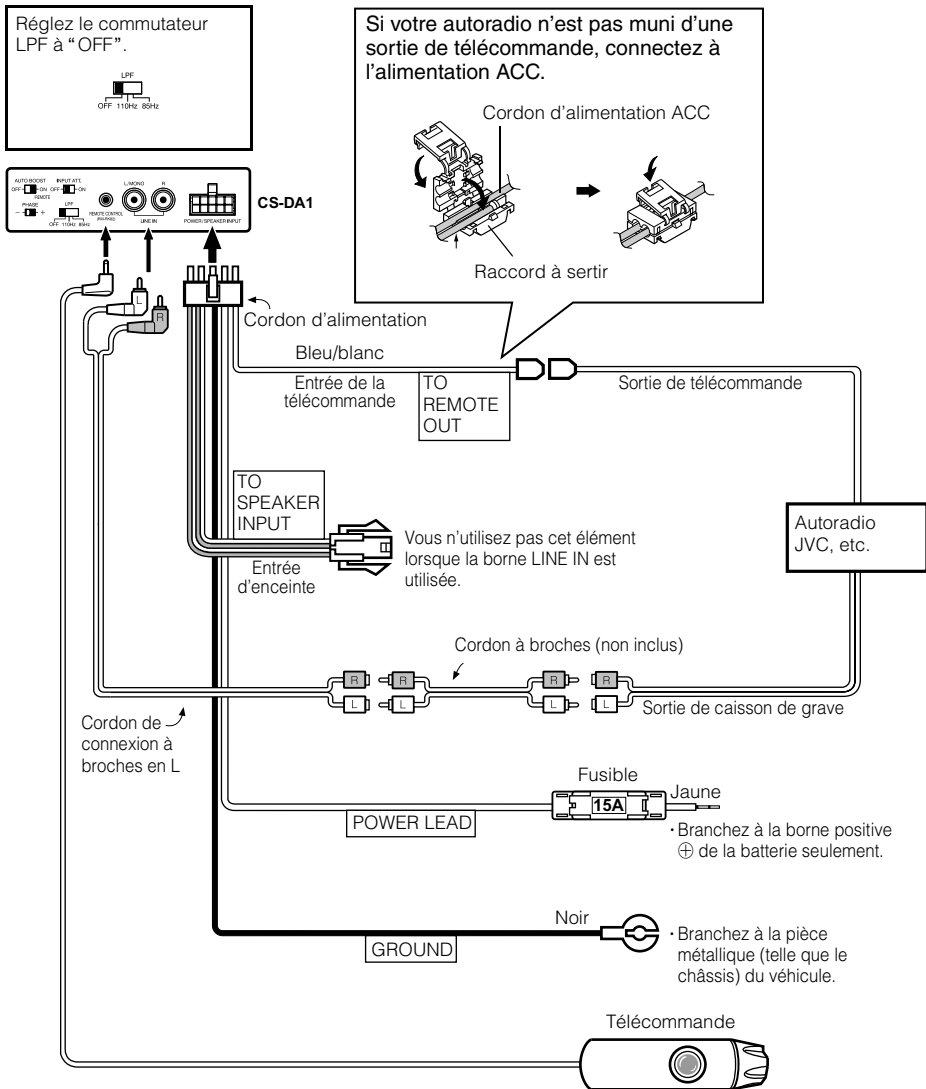 Réglez le commutateur
LPF à “OFF”.
LPF
OFF 110Hz 85Hz
Si votre autoradio n’est pas muni d’une
sortie de télécommande, connectez à
l’alimentation ACC.
Cordon d’alimentation ACC
Raccord à sertir
AUTO BOOST
OFF ON
REMOTE
INPUT ATT.
OFF ON
PHASE
- +
LPF
OFF 110Hz 85Hz
REMOTE CONTROL
L/MONO R
LINE IN
POWER/SPEAKER INPUT
CS-DA1
L
R
Cordon d’alimentation
Bleu/blanc
Entrée de la
télécommande
TO
REMOTE
OUT
Sortie de télécommande
TO
SPEAKER
INPUT
Entrée
d’enceinte
Vous n’utilisez pas cet élément
lorsque la borne LINE IN est
utilisée.
Autoradio
JVC, etc.
Cordon à broches (non inclus)
R R R R
L L L L
Sortie de caisson de grave
Cordon de
connexion à
broches en L
Fusible
15A
Jaune
POWER LEAD
· Branchez à la borne positive
⊕ de la batterie seulement.
Noir
GROUND
· Branchez à la pièce
métallique (telle que le
châssis) du véhicule.
Télécommande